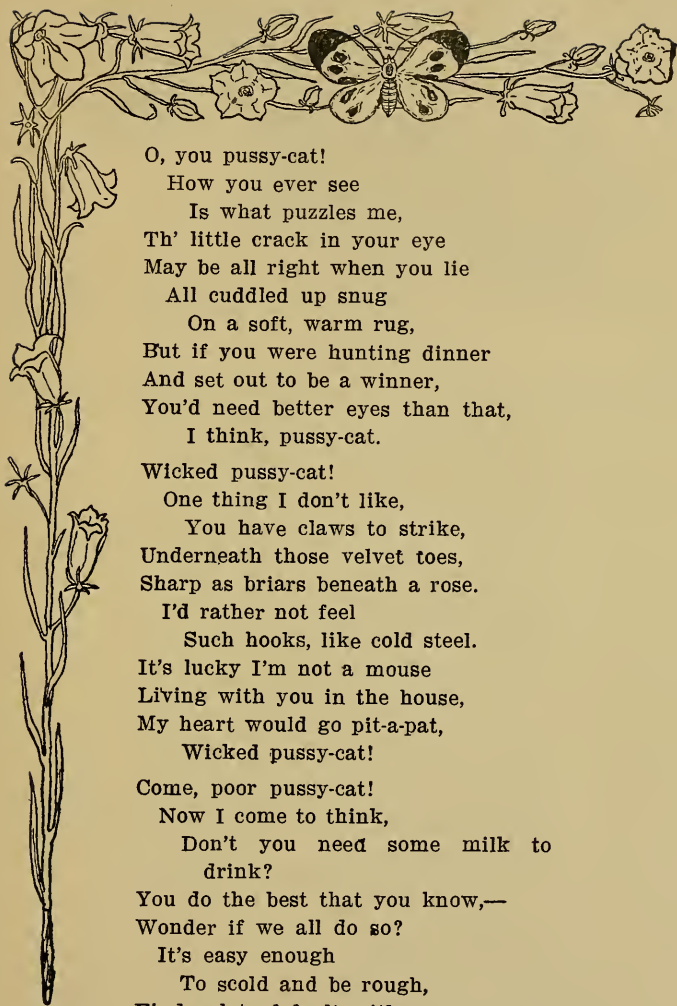 O, you pussy-cat!
How you ever see
Is what puzzles me,
Th' little crack in your eye
May be all right when you lie
All cuddled up snug
On a soft, warm rug,
But if you were hunting dinner
And set out to be a winner,
You'd need better eyes than that,
I think, pussy-cat.
Wicked pussy-cat!
One thing I don't like,
You have claws to strike,
Underneath those velvet toes,
Sharp as briars beneath a rose.
I'd rather not feel
Such hooks, like cold steel.
It's lucky I'm not a mouse
Living with you in the house,
My heart would go pit-a-pat,
Wicked pussy-cat!
Come, poor pussy-cat!
Now I come to think,
Don't you need some milk to
drink?
You do the best that you know,—
Wonder if we all do so?
It's easy enough
To scold and be rough,